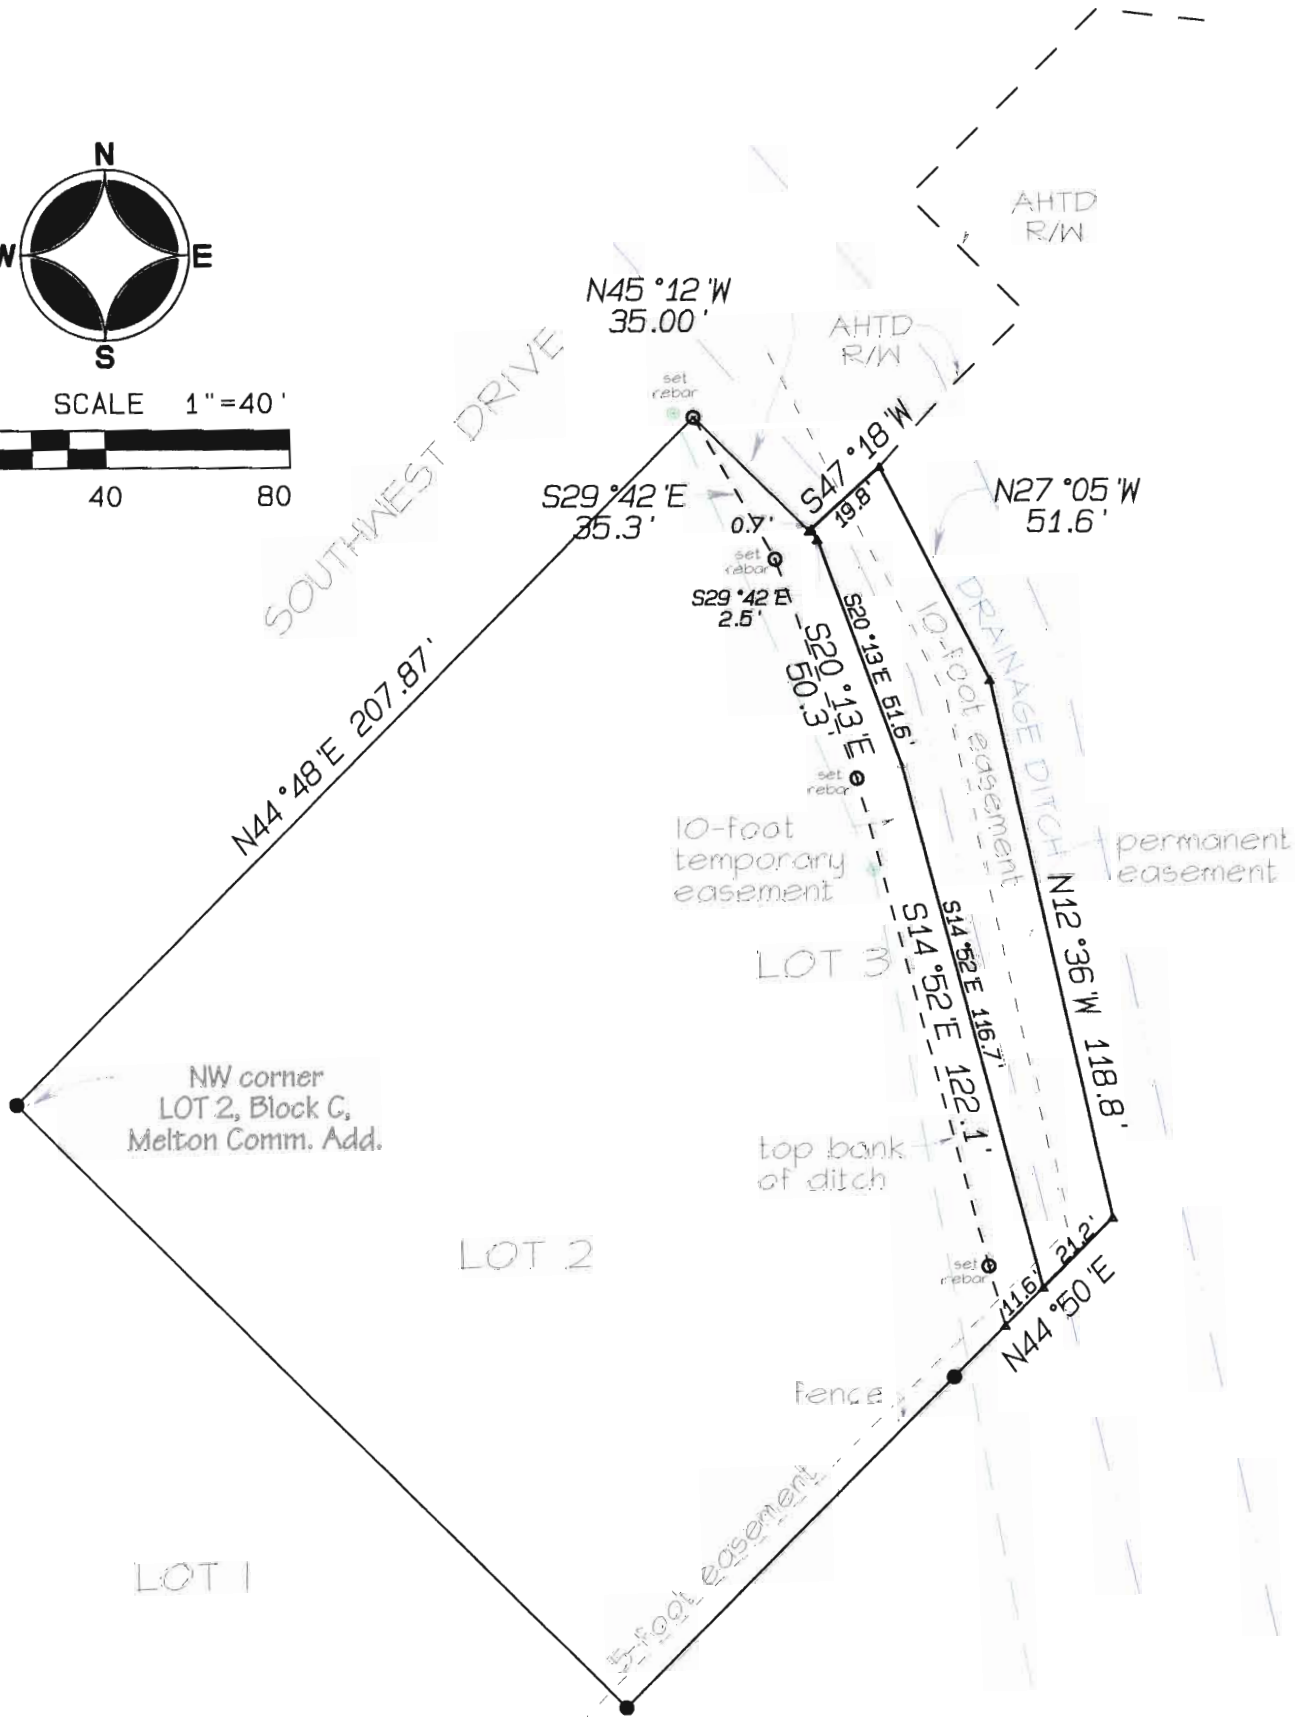 N
W E
S
SCALE 1"=40'
40 80
AHTD
R/W
N45°12'W
35.00'
AHTD
R/W
set
rebar
SOUTHWEST DRIVE
S47°18'W
19.8'
S29°42'E
35.3'
0.7'
N27°05'W
51.6'
set
rebar
S29°42'E
2.5'
S20°13'E
50.3'
S20°13'E 51.6'
10-foot easement
DRAINAGE DITCH
N44°48'E 207.87'
set
rebar
10-foot
temporary
easement
permanent
easement
LOT 3
S14°52'E 122.1'
S14°52'E 116.7'
N12°36'W 118.8'
NW corner
LOT 2, Block C,
Melton Comm. Add.
top bank
of ditch
LOT 2
set
rebar
21.2'
11.6'
N44°50'E
fence
15-foot easement
LOT 1